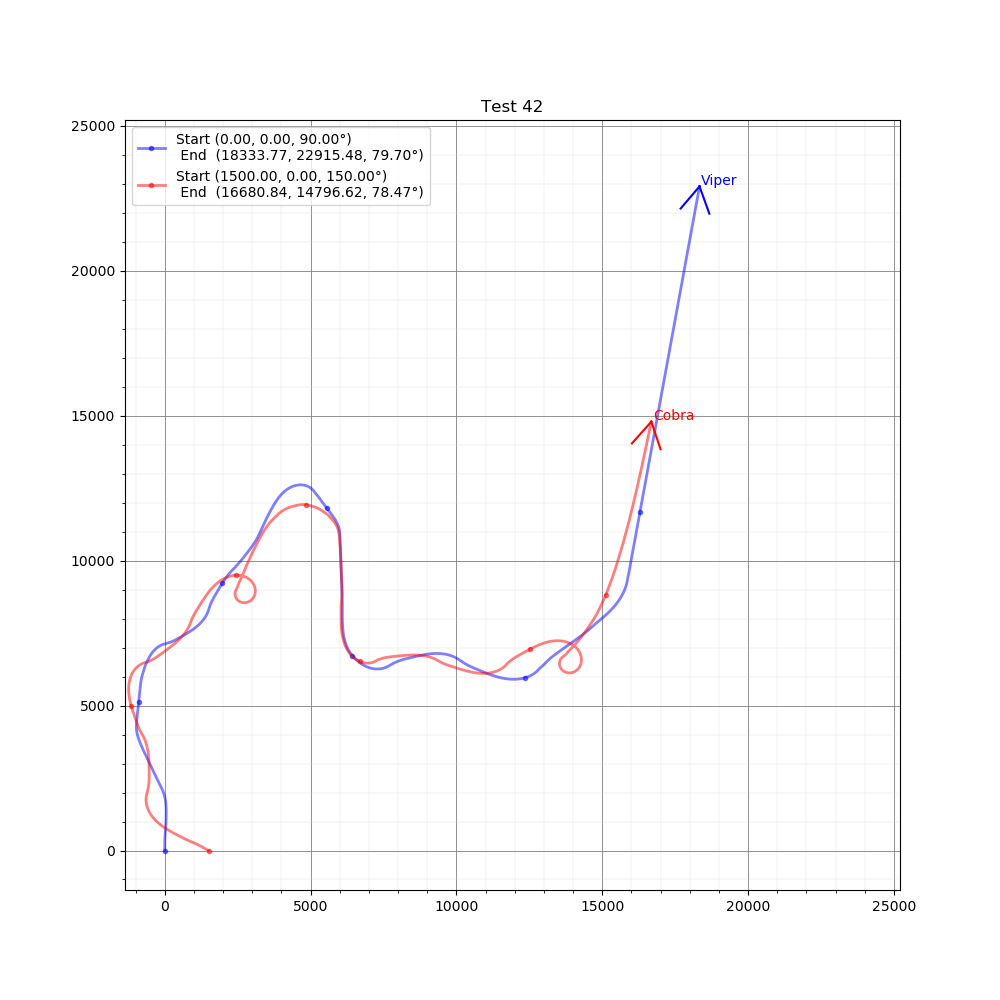 Test 42
Start (0.00, 0.00, 90.00°)
End (18333.77, 22915.48, 79.70°)
Start (1500.00, 0.00, 150.00°)
End (16680.84, 14796.62, 78.47°)
Viper
Cobra
25000
20000
15000
10000
5000
0
0 5000 10000 15000 20000 25000